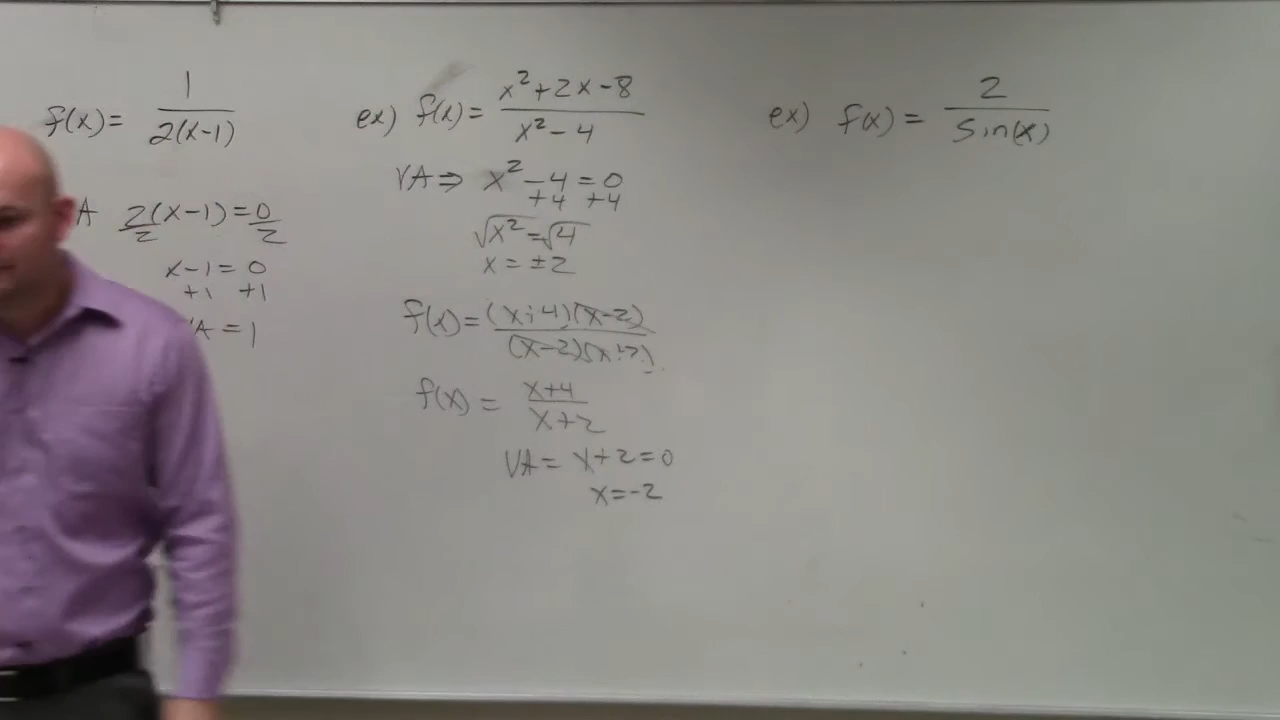 f(x) = 1 / 2(x-1)
A 2(x-1) = 0
2 2
x-1 = 0
+1 +1
A = 1
ex) f(x) = x²+2x-8 / x²-4
VA ⇒ x²-4 = 0
+4 +4
√x² = √4
x = ±2
f(x) = (x+4)(x-2) / (x-2)(x+2)
f(x) = x+4 / x+2
VA = x+2 = 0
x = -2
ex) f(x) = 2 / sin(x)